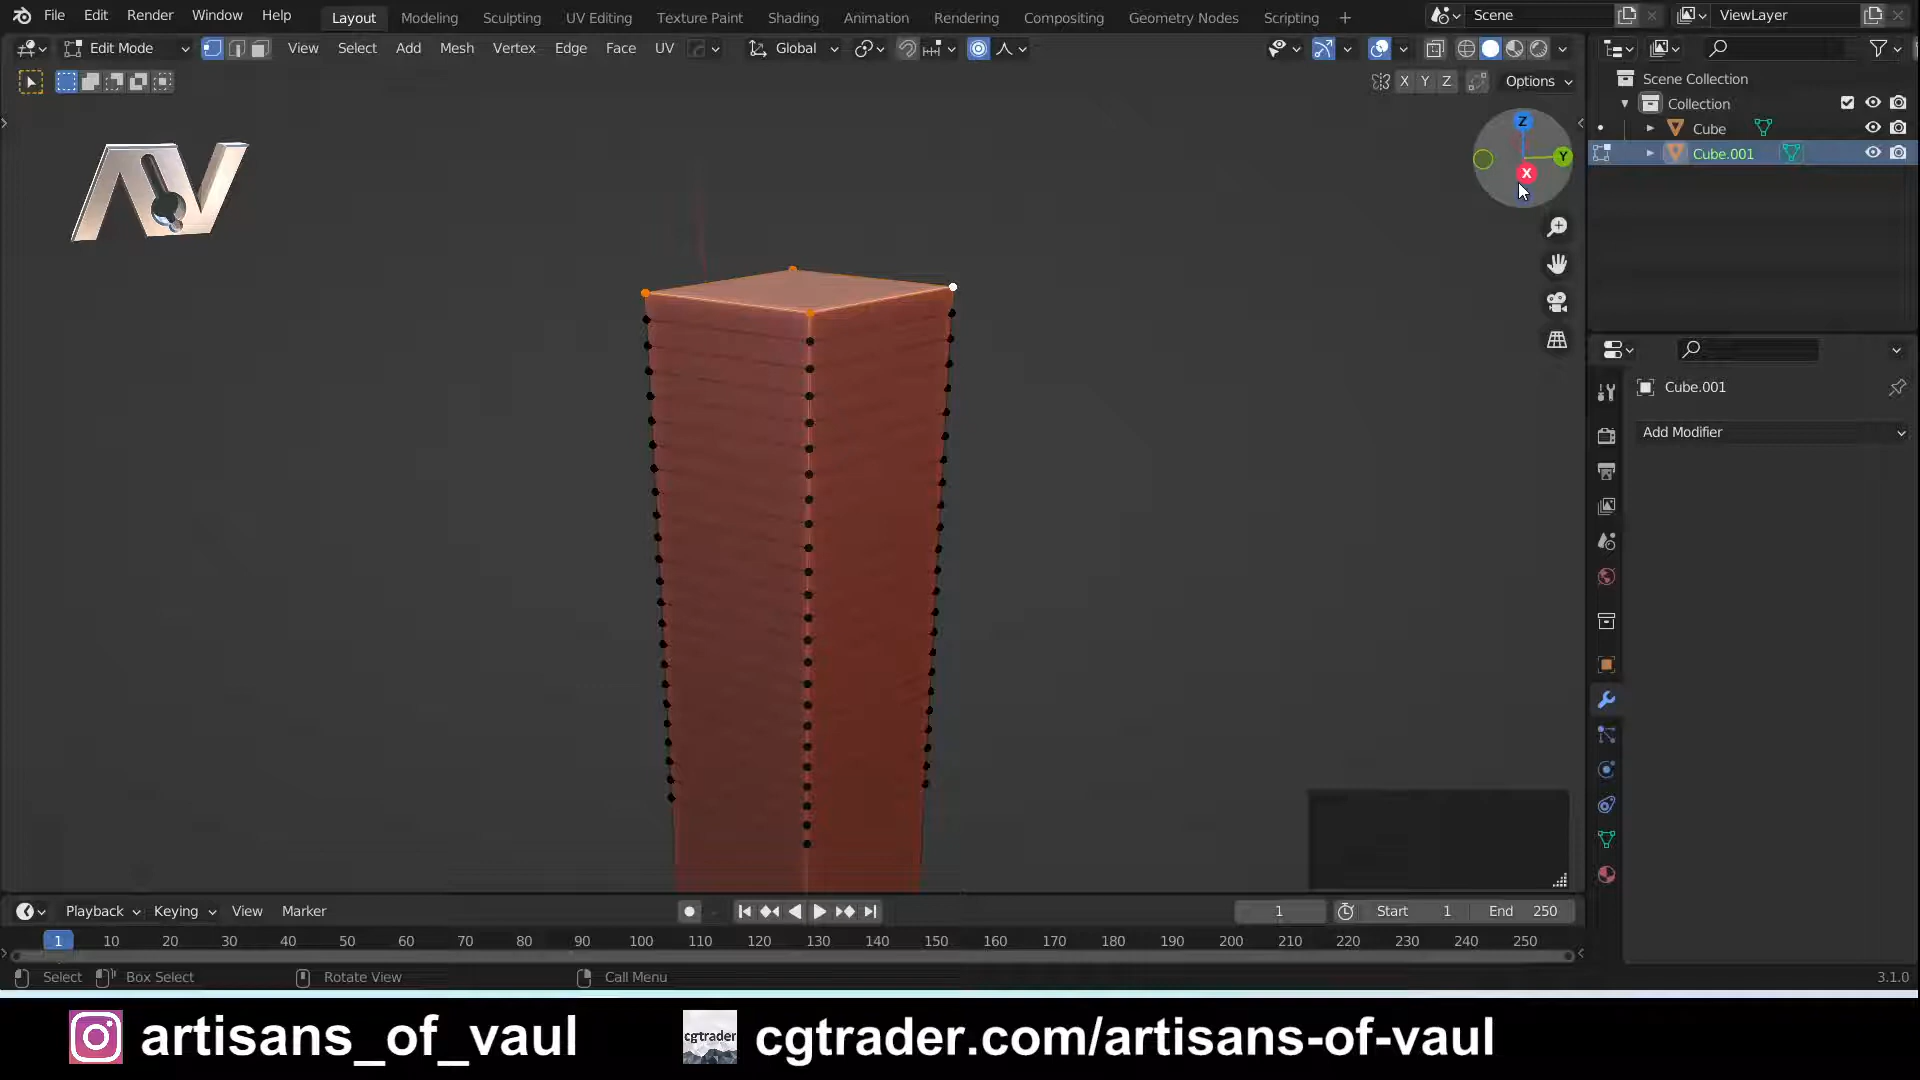 File Edit Render Window Help Layout Modeling Sculpting UV Editing Texture Paint Shading Animation Rendering Compositing Geometry Nodes Scripting + Scene ViewLayer
Edit Mode View Select Add Mesh Vertex Edge Face UV Global
X Y Z Options
Scene Collection
Collection
Cube
Cube.001
Z
Y
X
AV
Cube.001
Add Modifier
Playback Keying View Marker 1 Start 1 End 250
1 10 20 30 40 50 60 70 80 90 100 110 120 130 140 150 160 170 180 190 200 210 220 230 240 250
Select Box Select Rotate View Call Menu 3.1.0
artisans_of_vaul cgtrader cgtrader.com/artisans-of-vaul